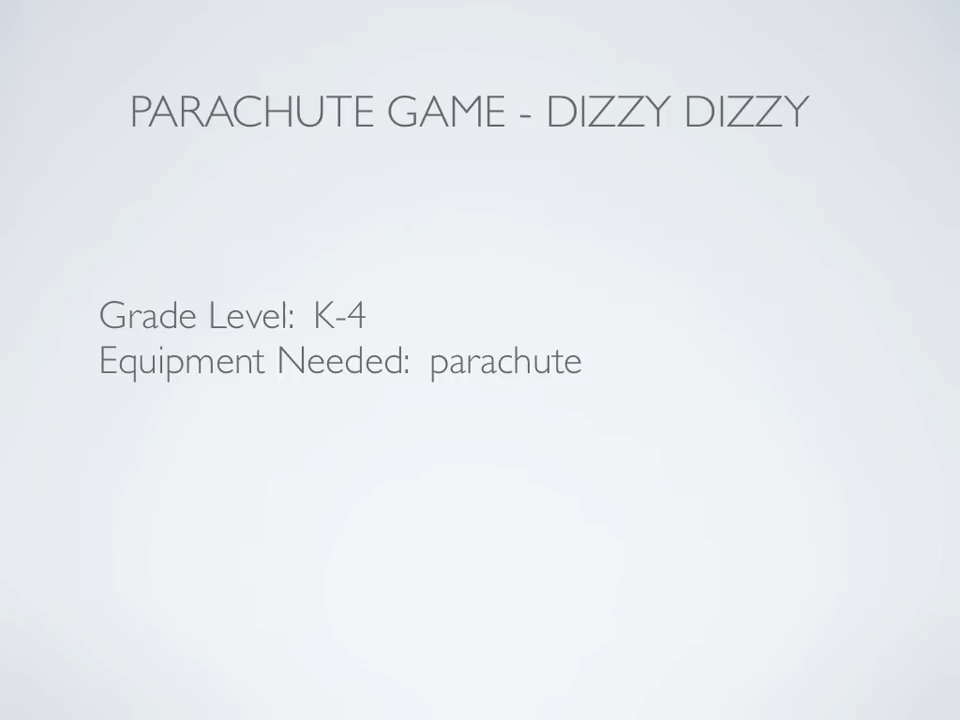 PARACHUTE GAME - DIZZY DIZZY
Grade Level:  K-4
Equipment Needed:  parachute